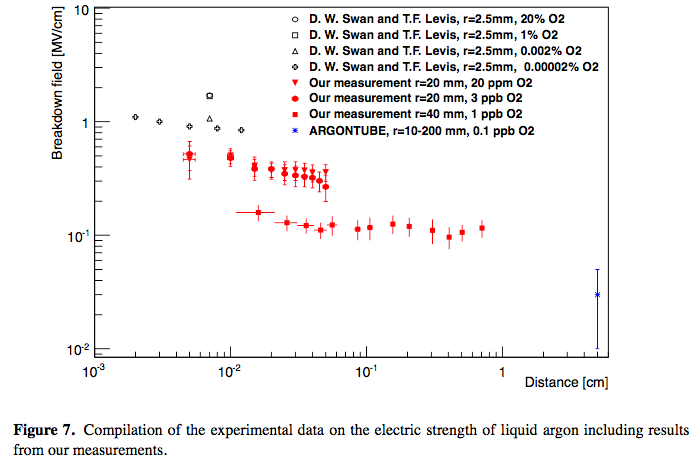 10
D. W. Swan and T.F. Levis, r=2.5mm, 20% O2
D. W. Swan and T.F. Levis, r=2.5mm, 1% O2
D. W. Swan and T.F. Levis, r=2.5mm, 0.002% O2
D. W. Swan and T.F. Levis, r=2.5mm, 0.00002% O2
Our measurement r=20 mm, 20 ppm O2
Our measurement r=20 mm, 3 ppb O2
Our measurement r=40 mm, 1 ppb O2
ARGONTUBE, r=10-200 mm, 0.1 ppb O2
Breakdown field [MV/cm]
1
10⁻¹
10⁻²
10⁻³
10⁻²
10⁻¹
1
Distance [cm]
Figure 7. Compilation of the experimental data on the electric strength of liquid argon including results
from our measurements.